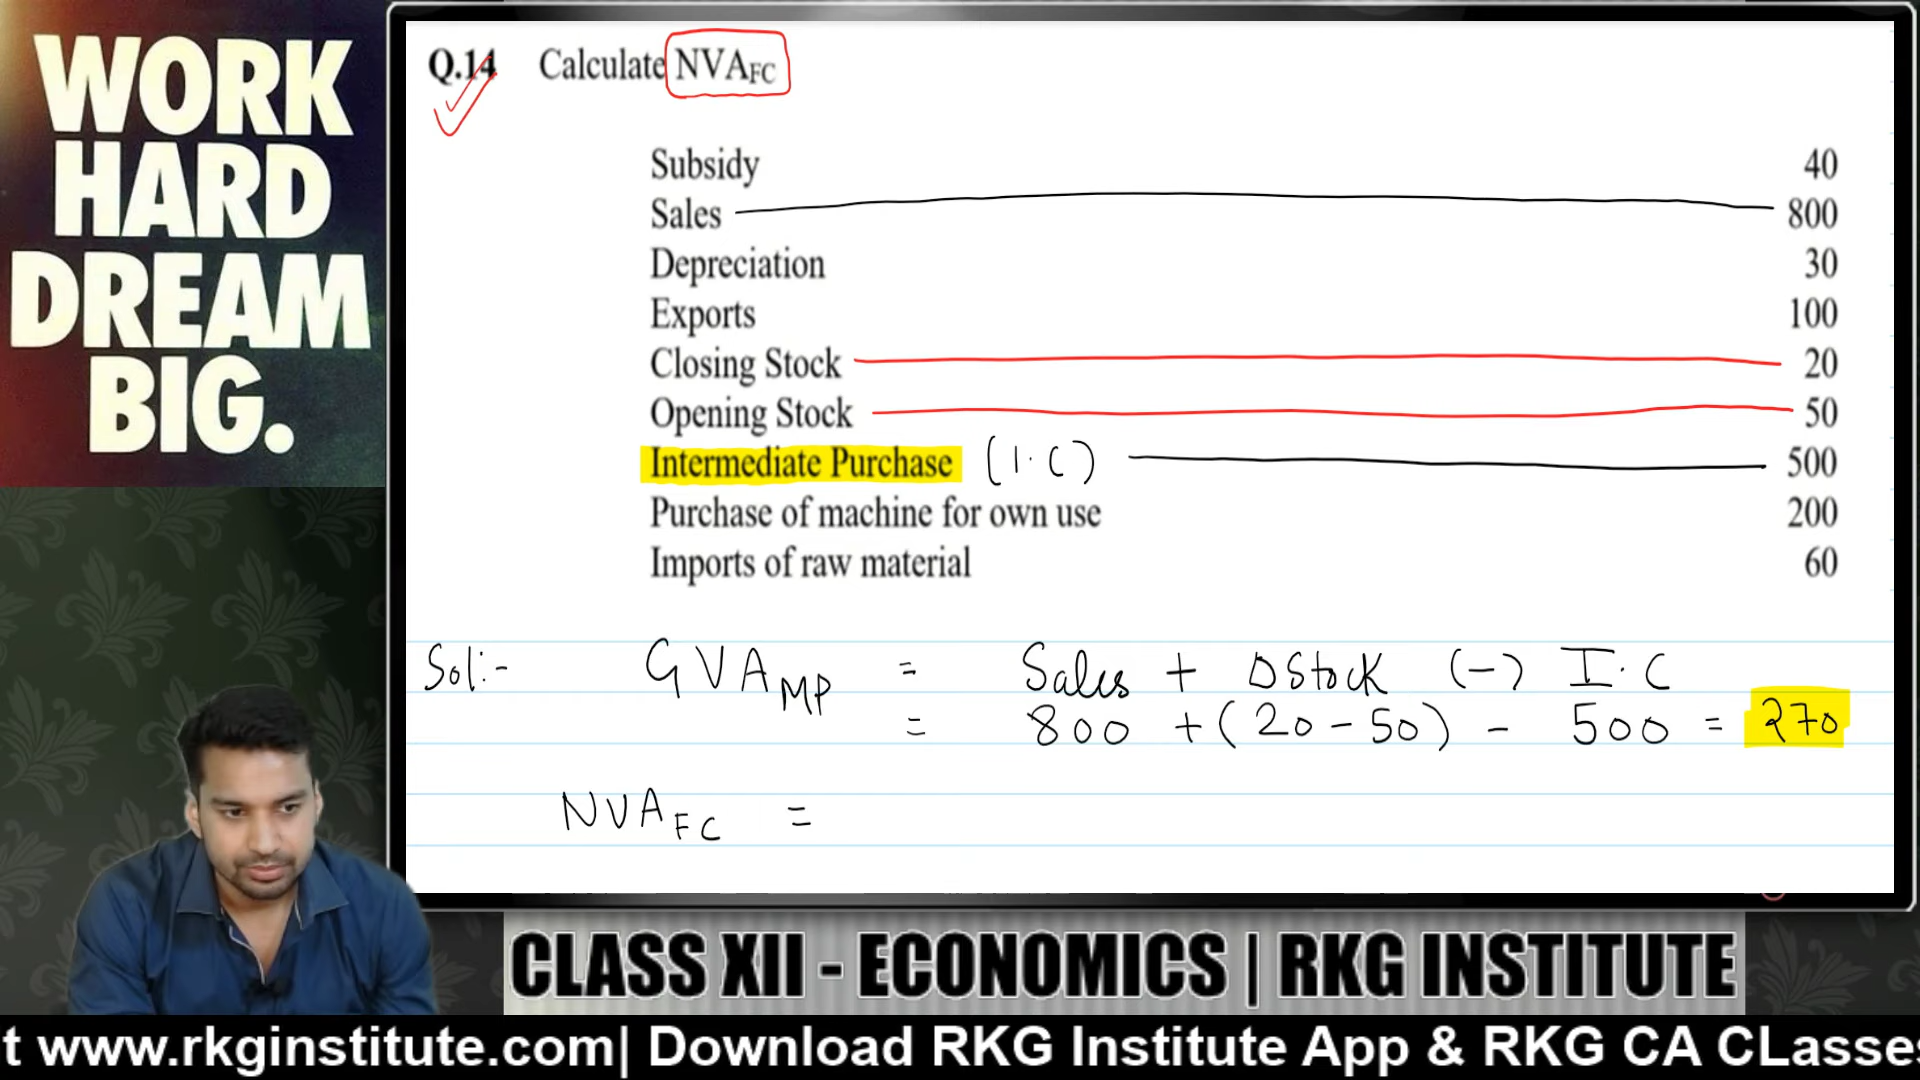 WORK
HARD
DREAM
BIG.
Q.14 Calculate NVAFC
Subsidy 40
Sales 800
Depreciation 30
Exports 100
Closing Stock 20
Opening Stock 50
Intermediate Purchase (I.C) 500
Purchase of machine for own use 200
Imports of raw material 60
Sol:- GVAMP = Sales + ΔStock (-) I.C
= 800 + (20-50) - 500 = 270
NVAFC =
CLASS XII - ECONOMICS | RKG INSTITUTE
t www.rkginstitute.com| Download RKG Institute App & RKG CA CLasses